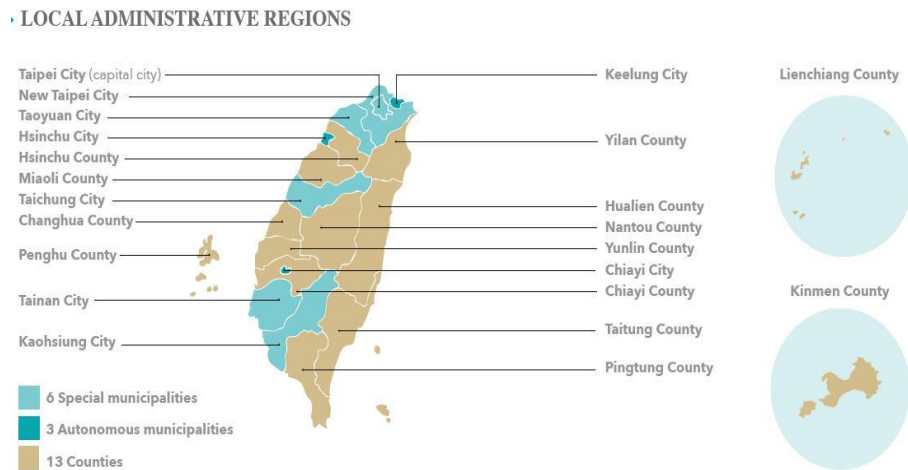 LOCAL ADMINISTRATIVE REGIONS
Taipei City (capital city)
New Taipei City
Taoyuan City
Hsinchu City
Hsinchu County
Miaoli County
Taichung City
Changhua County
Penghu County
Tainan City
Kaohsiung City
Keelung City
Yilan County
Hualien County
Nantou County
Yunlin County
Chiayi City
Chiayi County
Taitung County
Pingtung County
Lienchiang County
Kinmen County
6 Special municipalities
3 Autonomous municipalities
13 Counties